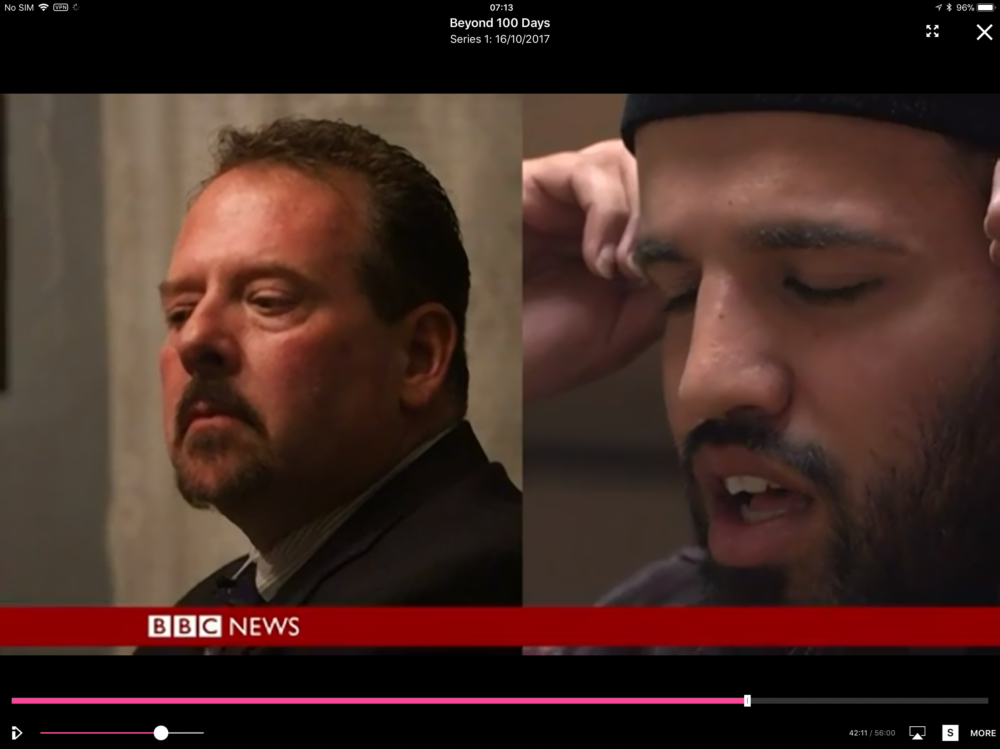 No SIM VPN 07:13 96%
Beyond 100 Days
Series 1: 16/10/2017
BBC NEWS
42:11 / 56:00 S MORE